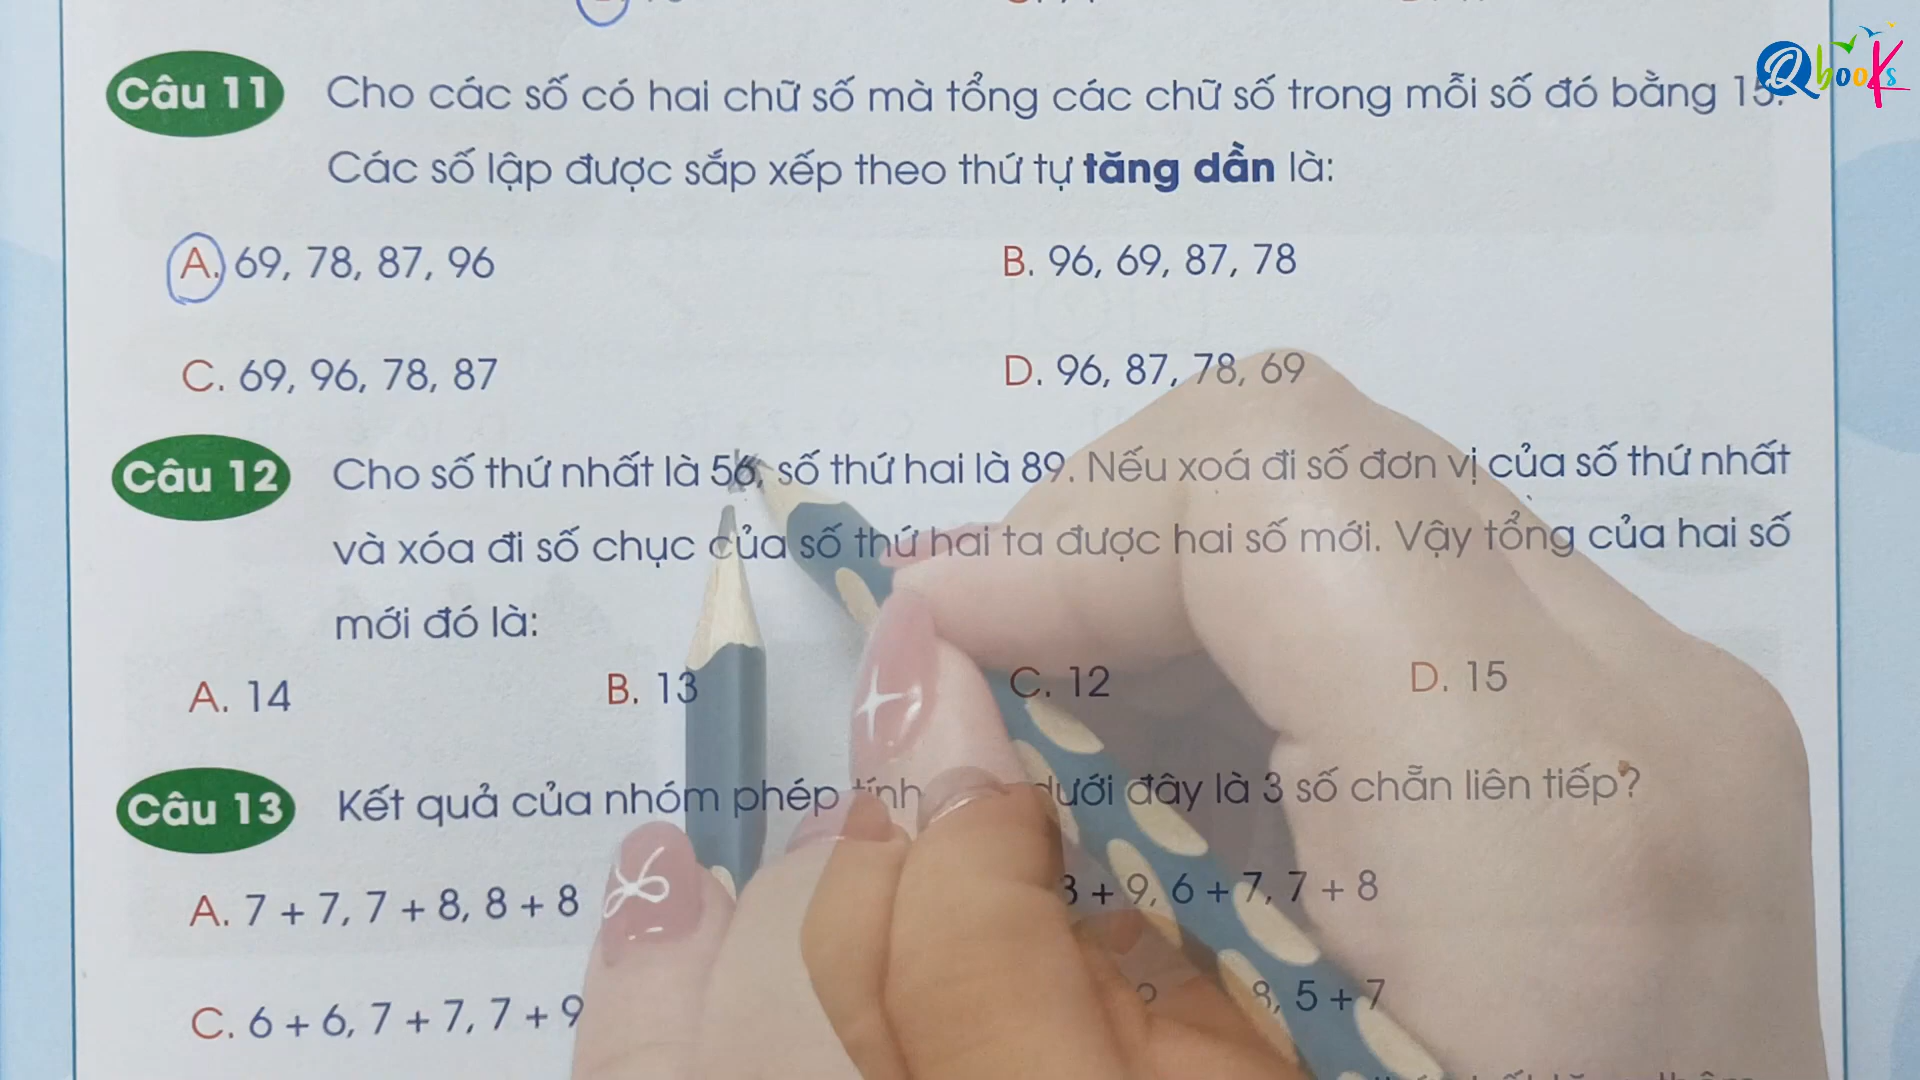 Qbooks
Câu 11 Cho các số có hai chữ số mà tổng các chữ số trong mỗi số đó bằng 15.
Các số lập được sắp xếp theo thứ tự tăng dần là:
A. 69, 78, 87, 96 B. 96, 69, 87, 78
C. 69, 96, 78, 87 D. 96, 87, 78, 69
Câu 12 Cho số thứ nhất là 56, số thứ hai là 89. Nếu xoá đi số đơn vị của số thứ nhất
và xóa đi số chục của số thứ hai ta được hai số mới. Vậy tổng của hai số
mới đó là:
A. 14 B. 13 C. 12 D. 15
Câu 13 Kết quả của nhóm phép tính dưới đây là 3 số chẵn liên tiếp?
A. 7 + 7, 7 + 8, 8 + 8 3 + 9, 6 + 7, 7 + 8
C. 6 + 6, 7 + 7, 7 + 9 8, 5 + 7